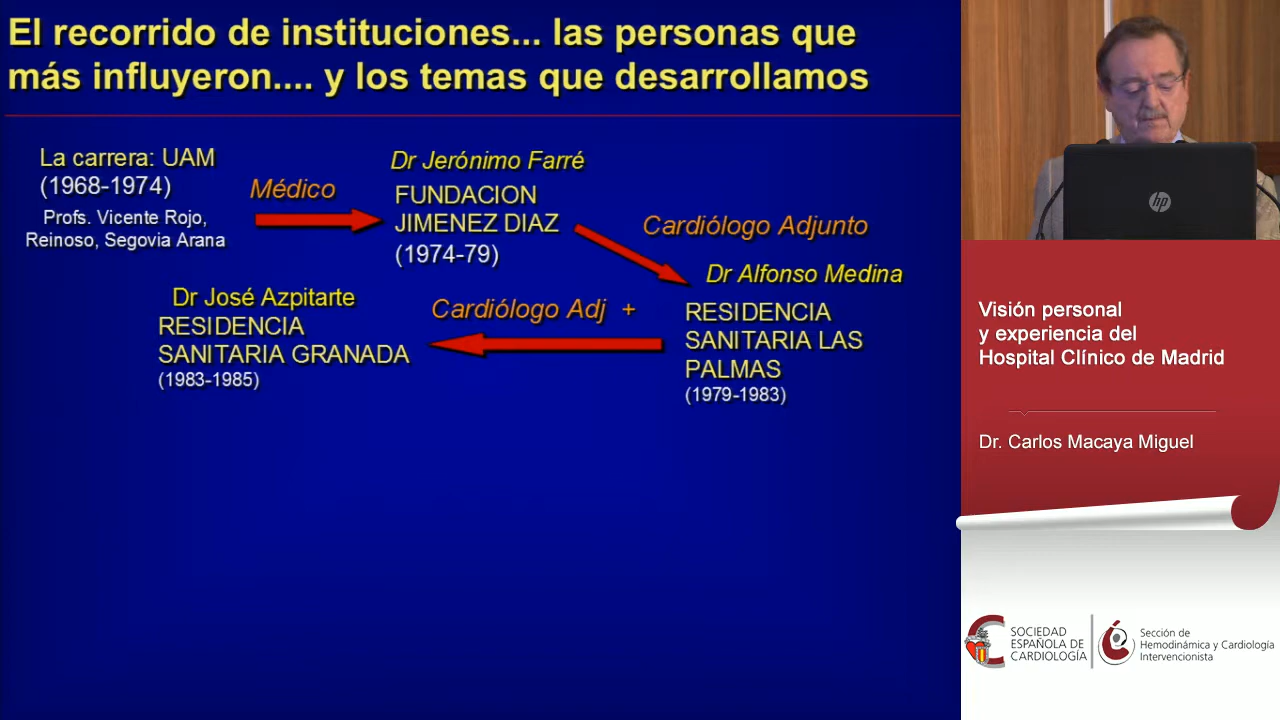 El recorrido de instituciones... las personas que
más influyeron.... y los temas que desarrollamos
La carrera: UAM
(1968-1974)
Profs. Vicente Rojo,
Reinoso, Segovia Arana
Médico
Dr Jerónimo Farré
FUNDACION
JIMENEZ DIAZ
(1974-79)
Cardiólogo Adjunto
Dr Alfonso Medina
RESIDENCIA
SANITARIA LAS
PALMAS
(1979-1983)
Cardiólogo Adj +
Dr José Azpitarte
RESIDENCIA
SANITARIA GRANADA
(1983-1985)
hp
Visión personal
y experiencia del
Hospital Clínico de Madrid
Dr. Carlos Macaya Miguel
SOCIEDAD
ESPAÑOLA DE
CARDIOLOGÍA
Sección de
Hemodinámica y Cardiología
Intervencionista